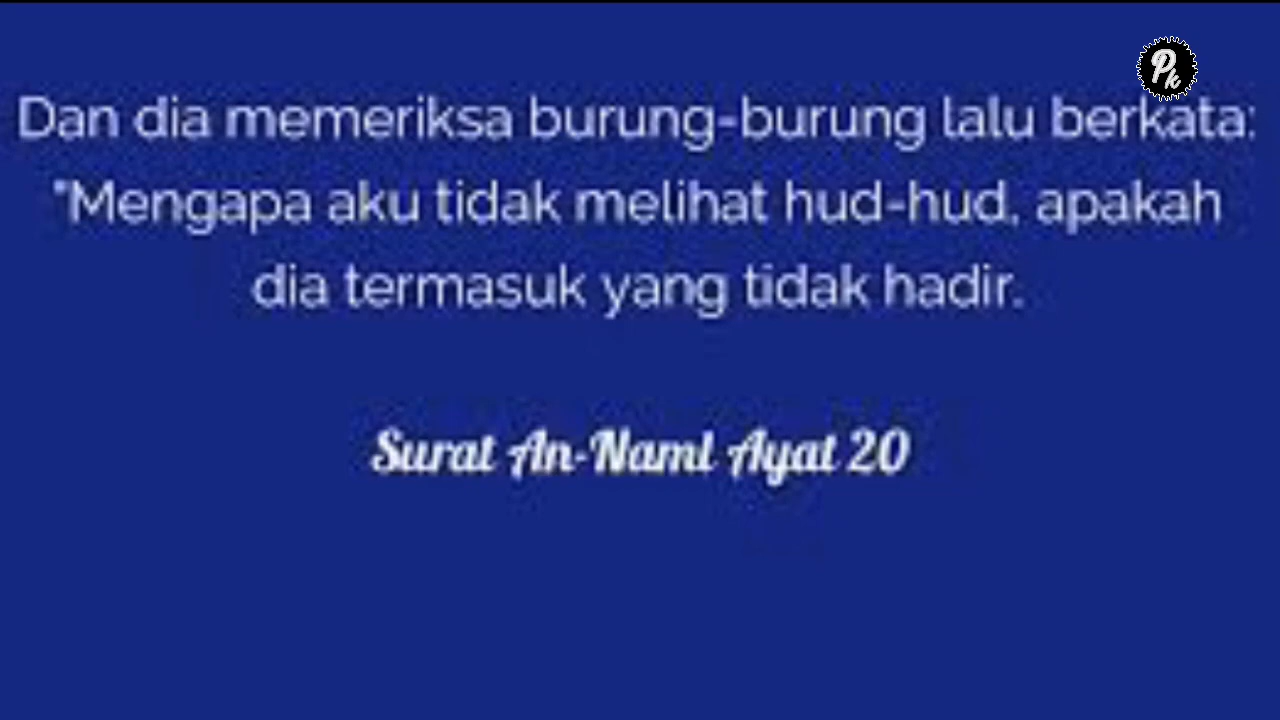 Pk
Dan dia memeriksa burung-burung lalu berkata:
"Mengapa aku tidak melihat hud-hud, apakah
dia termasuk yang tidak hadir.
Surat An-Naml Ayat 20